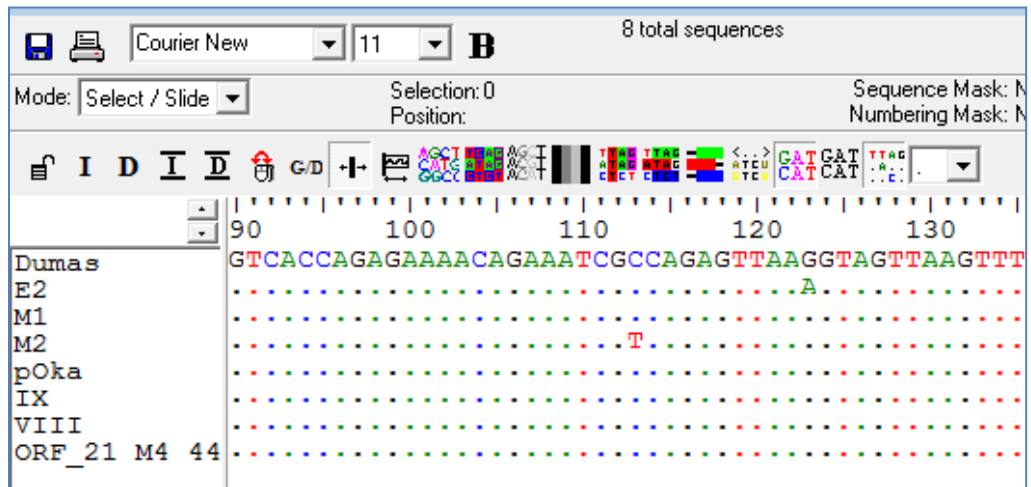 Courier New 11 B 8 total sequences
Mode: Select / Slide Selection: 0 Sequence Mask: N
Position: Numbering Mask: N
I D I D G/D
90 100 110 120 130
Dumas GTCACCAGAGAAAACAGAAATCGCCAGAGTTAAGGTAGTTAAGTTT
E2 .................................A............
M1 ..............................................
M2 .......................T......................
pOka ..............................................
IX ..............................................
VIII ..............................................
ORF_21 M4 44 ..............................................